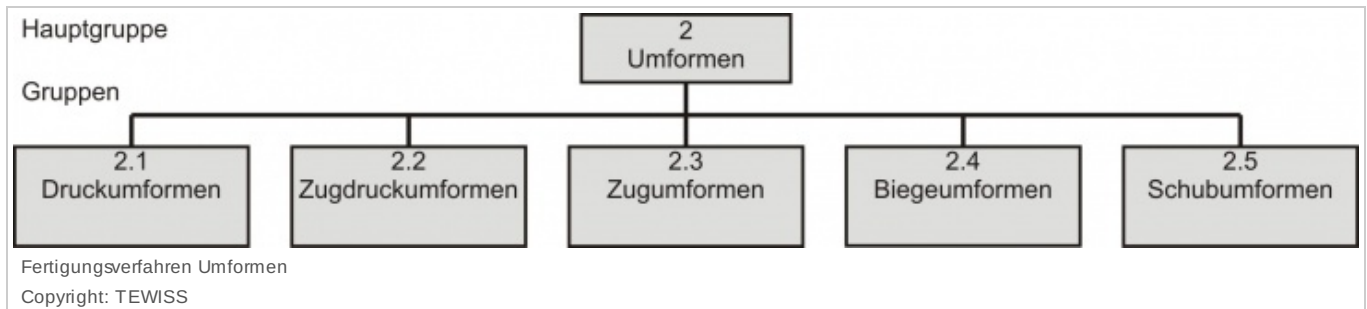 Hauptgruppe
2
Umformen
Gruppen
2.1
Druckumformen
2.2
Zugdruckumformen
2.3
Zugumformen
2.4
Biegeumformen
2.5
Schubumformen
Fertigungsverfahren Umformen
Copyright: TEWISS